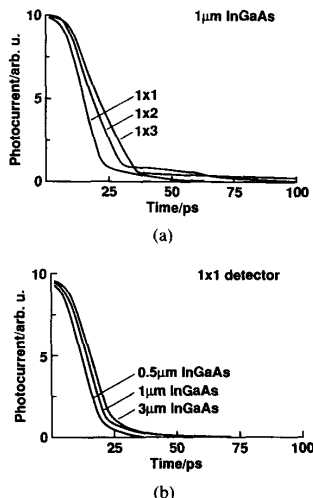 1µm InGaAs
Photocurrent/arb. u.
10
5
0
1x1
1x2
1x3
25
50
75
100
Time/ps
(a)
1x1 detector
Photocurrent/arb. u.
10
5
0
0.5µm InGaAs
1µm InGaAs
3µm InGaAs
25
50
75
100
Time/ps
(b)